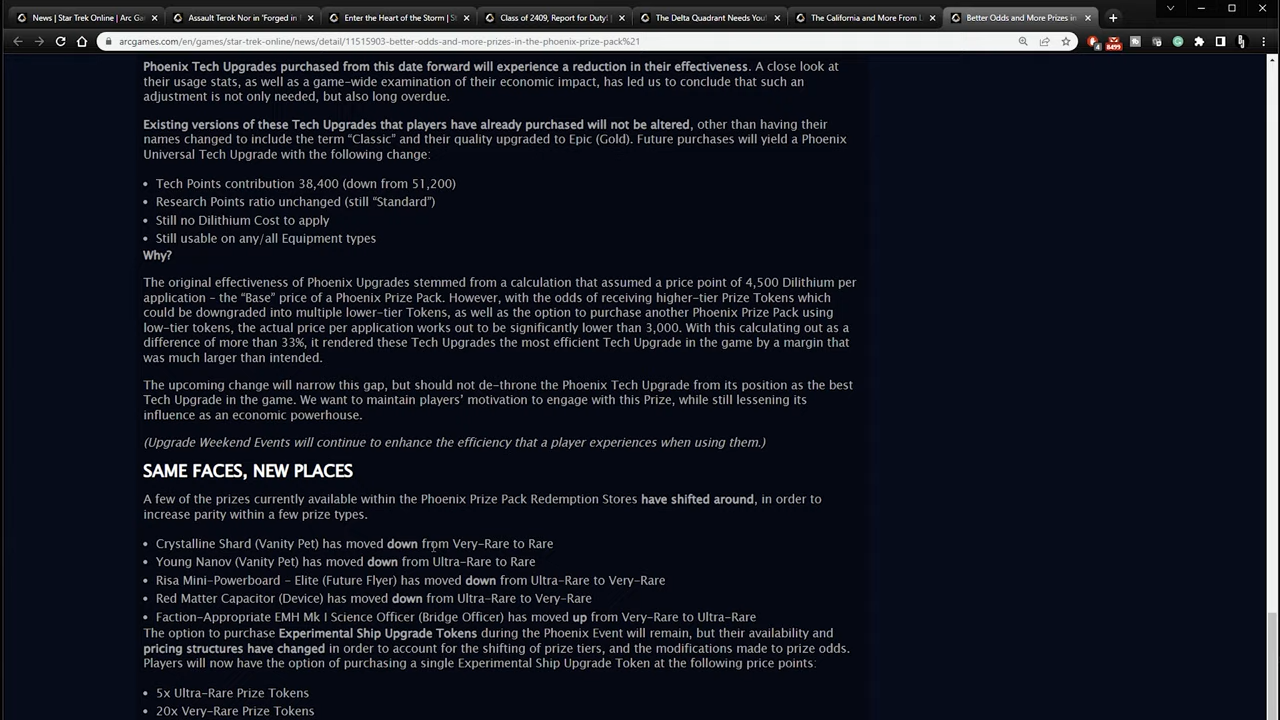 News | Star Trek Online | Arc Ga
Assault Terok Nor in 'Forged in F
Enter the Heart of the Storm | St
Class of 2409, Report for Duty! |
The Delta Quadrant Needs You!
The California and More From L
Better Odds and More Prizes in
arcgames.com/en/games/star-trek-online/news/detail/11515903-better-odds-and-more-prizes-in-the-phoenix-prize-pack%21
4
8499
Phoenix Tech Upgrades purchased from this date forward will experience a reduction in their effectiveness. A close look at
their usage stats, as well as a game-wide examination of their economic impact, has led us to conclude that such an
adjustment is not only needed, but also long overdue.
Existing versions of these Tech Upgrades that players have already purchased will not be altered, other than having their
names changed to include the term “Classic” and their quality upgraded to Epic (Gold). Future purchases will yield a Phoenix
Universal Tech Upgrade with the following change:
• Tech Points contribution 38,400 (down from 51,200)
• Research Points ratio unchanged (still “Standard”)
• Still no Dilithium Cost to apply
• Still usable on any/all Equipment types
Why?
The original effectiveness of Phoenix Upgrades stemmed from a calculation that assumed a price point of 4,500 Dilithium per
application – the “Base” price of a Phoenix Prize Pack. However, with the odds of receiving higher-tier Prize Tokens which
could be downgraded into multiple lower-tier Tokens, as well as the option to purchase another Phoenix Prize Pack using
low-tier tokens, the actual price per application works out to be significantly lower than 3,000. With this calculating out as a
difference of more than 33%, it rendered these Tech Upgrades the most efficient Tech Upgrade in the game by a margin that
was much larger than intended.
The upcoming change will narrow this gap, but should not de-throne the Phoenix Tech Upgrade from its position as the best
Tech Upgrade in the game. We want to maintain players’ motivation to engage with this Prize, while still lessening its
influence as an economic powerhouse.
(Upgrade Weekend Events will continue to enhance the efficiency that a player experiences when using them.)
SAME FACES, NEW PLACES
A few of the prizes currently available within the Phoenix Prize Pack Redemption Stores have shifted around, in order to
increase parity within a few prize types.
• Crystalline Shard (Vanity Pet) has moved down from Very-Rare to Rare
• Young Nanov (Vanity Pet) has moved down from Ultra-Rare to Rare
• Risa Mini-Powerboard – Elite (Future Flyer) has moved down from Ultra-Rare to Very-Rare
• Red Matter Capacitor (Device) has moved down from Ultra-Rare to Very-Rare
• Faction-Appropriate EMH Mk I Science Officer (Bridge Officer) has moved up from Very-Rare to Ultra-Rare
The option to purchase Experimental Ship Upgrade Tokens during the Phoenix Event will remain, but their availability and
pricing structures have changed in order to account for the shifting of prize tiers, and the modifications made to prize odds.
Players will now have the option of purchasing a single Experimental Ship Upgrade Token at the following price points:
• 5x Ultra-Rare Prize Tokens
• 20x Very-Rare Prize Tokens